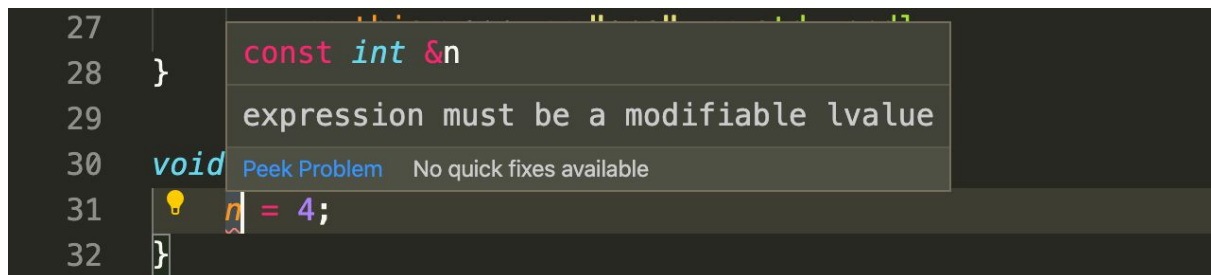 27
const int &n
28 }
29 expression must be a modifiable lvalue
30 void Peek Problem No quick fixes available
31 n = 4;
32 }